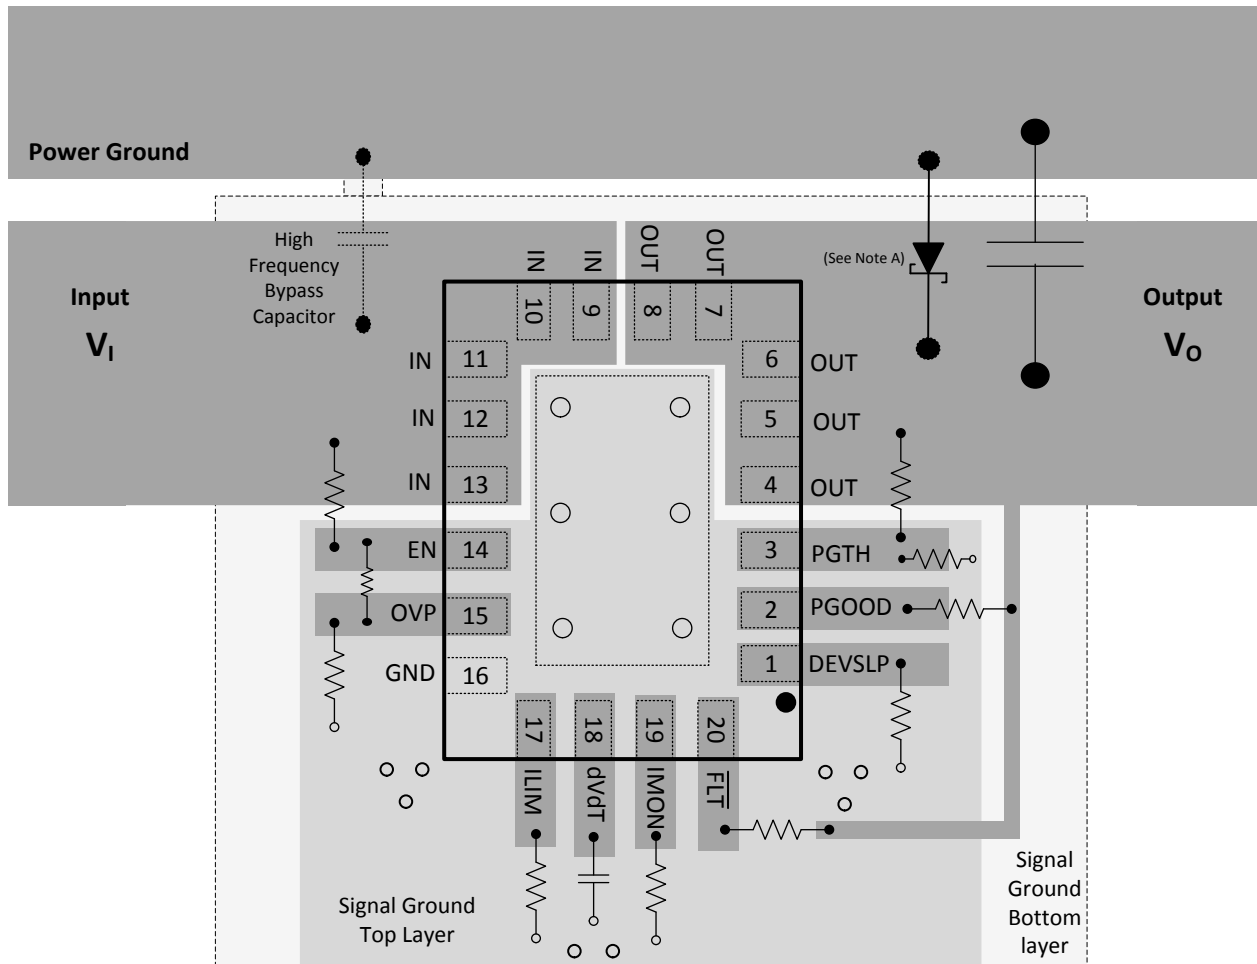 Power Ground
High
Frequency
Bypass
Capacitor
Input
VI
IN
IN
OUT
OUT
10
9
8
7
(See Note A)
Output
VO
IN
11
6
OUT
IN
12
5
OUT
IN
13
4
OUT
EN
14
3
PGTH
OVP
15
2
PGOOD
GND
16
1
DEVSLP
17
18
19
20
ILIM
dVdT
IMON
FLT
Signal Ground
Top Layer
Signal
Ground
Bottom
layer